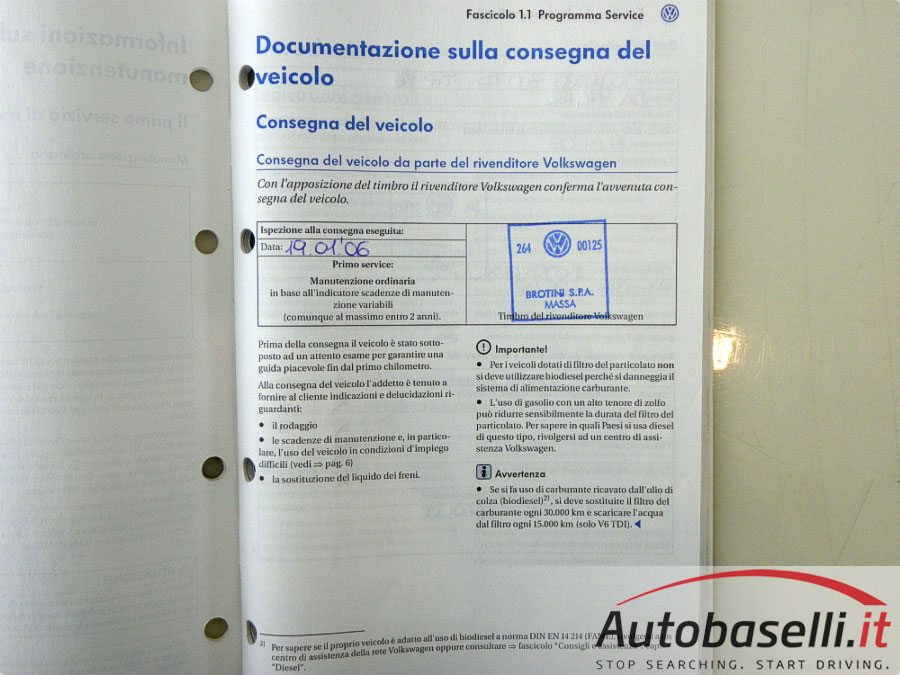 Fascicolo 1.1 Programma Service
Documentazione sulla consegna del
veicolo
Consegna del veicolo
Consegna del veicolo da parte del rivenditore Volkswagen
Con l'apposizione del timbro il rivenditore Volkswagen conferma l'avvenuta con-
segna del veicolo.
Ispezione alla consegna eseguita:
Data: 19.01.'06
Primo service:
Manutenzione ordinaria
in base all'indicatore scadenze di manuten-
zione variabili
(comunque al massimo entro 2 anni).
264 00125
BROTINI S.P.A.
MASSA
Timbro del rivenditore Volkswagen
Prima della consegna il veicolo è stato sotto-
posto ad un attento esame per garantire una
guida piacevole fin dal primo chilometro.
Alla consegna del veicolo l'addetto è tenuto a
fornire al cliente indicazioni e delucidazioni ri-
guardanti:
• il rodaggio
• le scadenze di manutenzione e, in partico-
lare, l'uso del veicolo in condizioni d'impiego
difficili (vedi ⇒ pag. 6)
• la sostituzione del liquido dei freni.
Importante!
• Per i veicoli dotati di filtro del particolato non
si deve utilizzare biodiesel perché si danneggia il
sistema di alimentazione carburante.
• L'uso di gasolio con un alto tenore di zolfo
può ridurre sensibilmente la durata del filtro del
particolato. Per sapere in quali Paesi si usa diesel
di questo tipo, rivolgersi ad un centro di assi-
stenza Volkswagen.
Avvertenza
• Se si fa uso di carburante ricavato dall'olio di
colza (biodiesel)2), si deve sostituire il filtro del
carburante ogni 30.000 km e scaricare l'acqua
dal filtro ogni 15.000 km (solo V6 TDI).
2) Per sapere se il proprio veicolo è adatto all'uso di biodiesel a norma DIN EN 14 214 (FAME), rivolgersi a un
centro di assistenza della rete Volkswagen oppure consultare ⇒ fascicolo "Consigli e assistenza", cap.
"Diesel".
Autobaselli.it
STOP SEARCHING. START DRIVING.